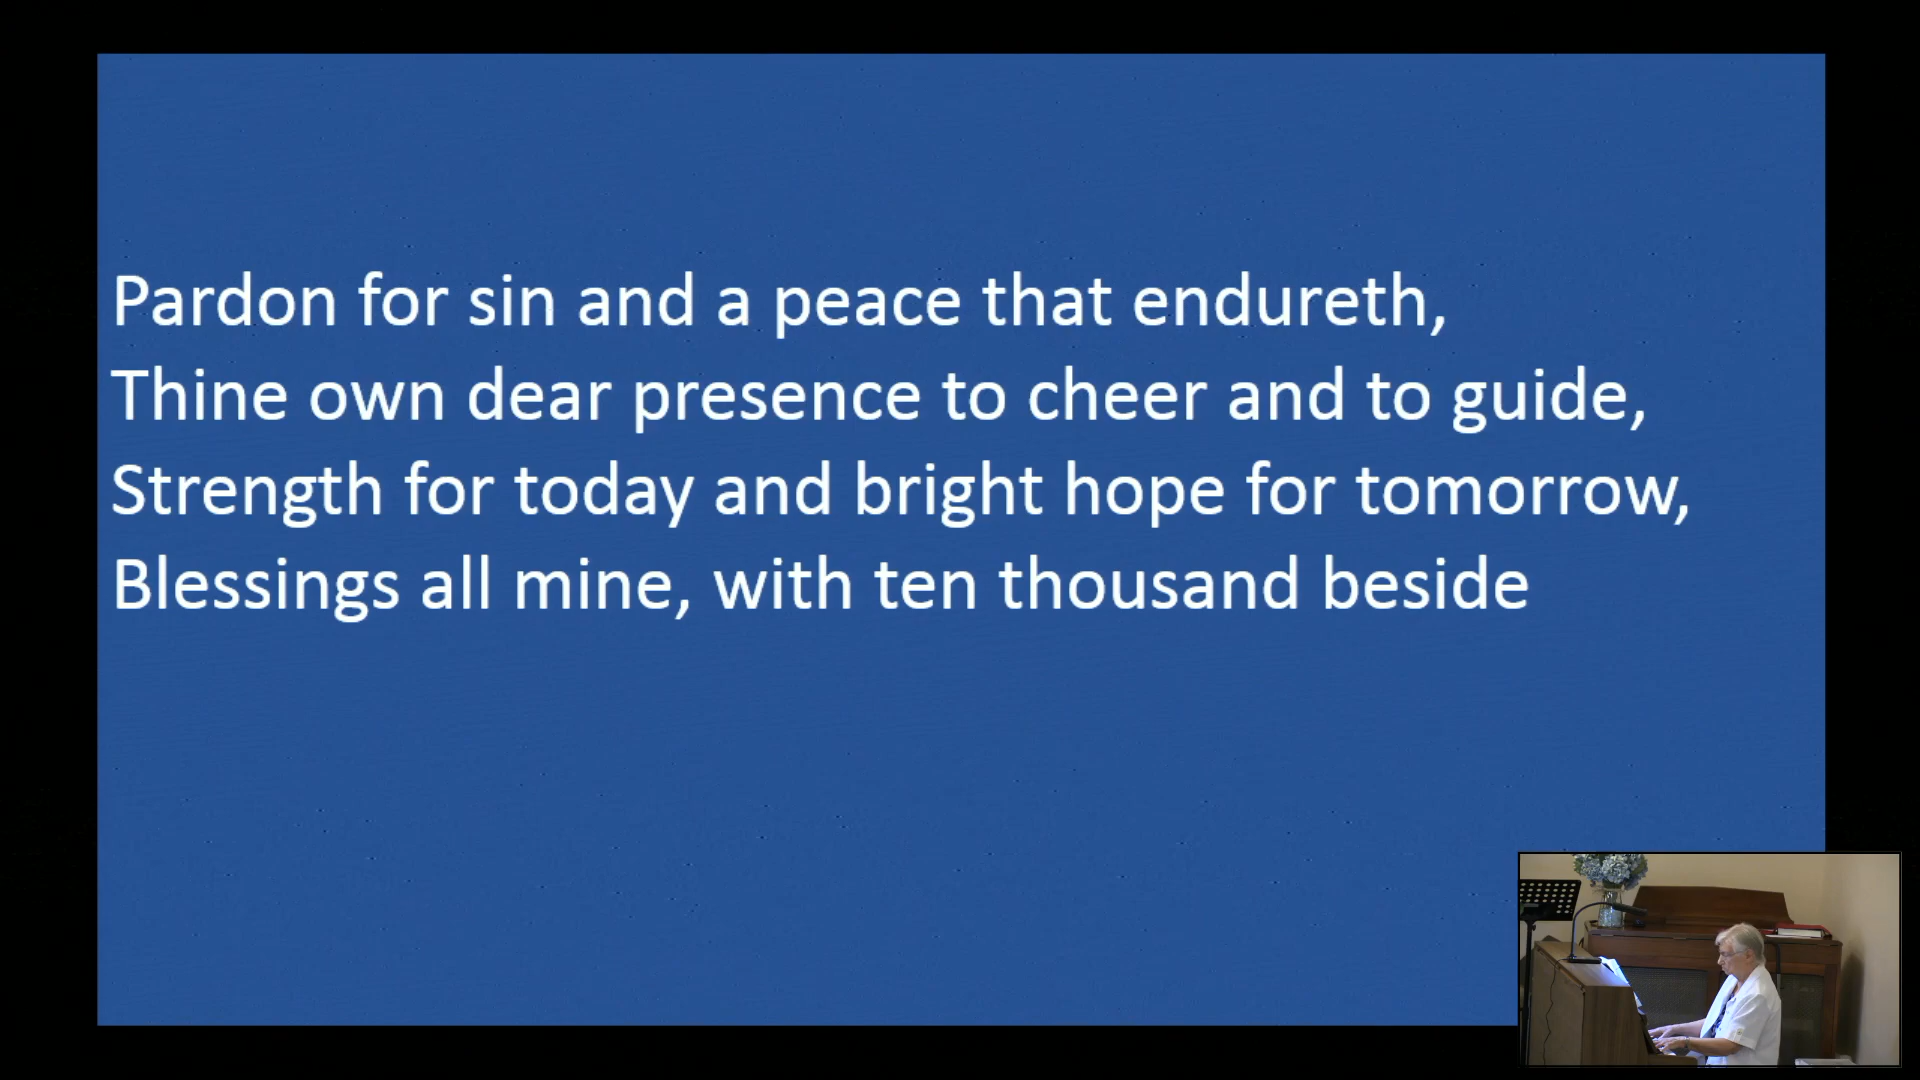 Pardon for sin and a peace that endureth,
Thine own dear presence to cheer and to guide,
Strength for today and bright hope for tomorrow,
Blessings all mine, with ten thousand beside